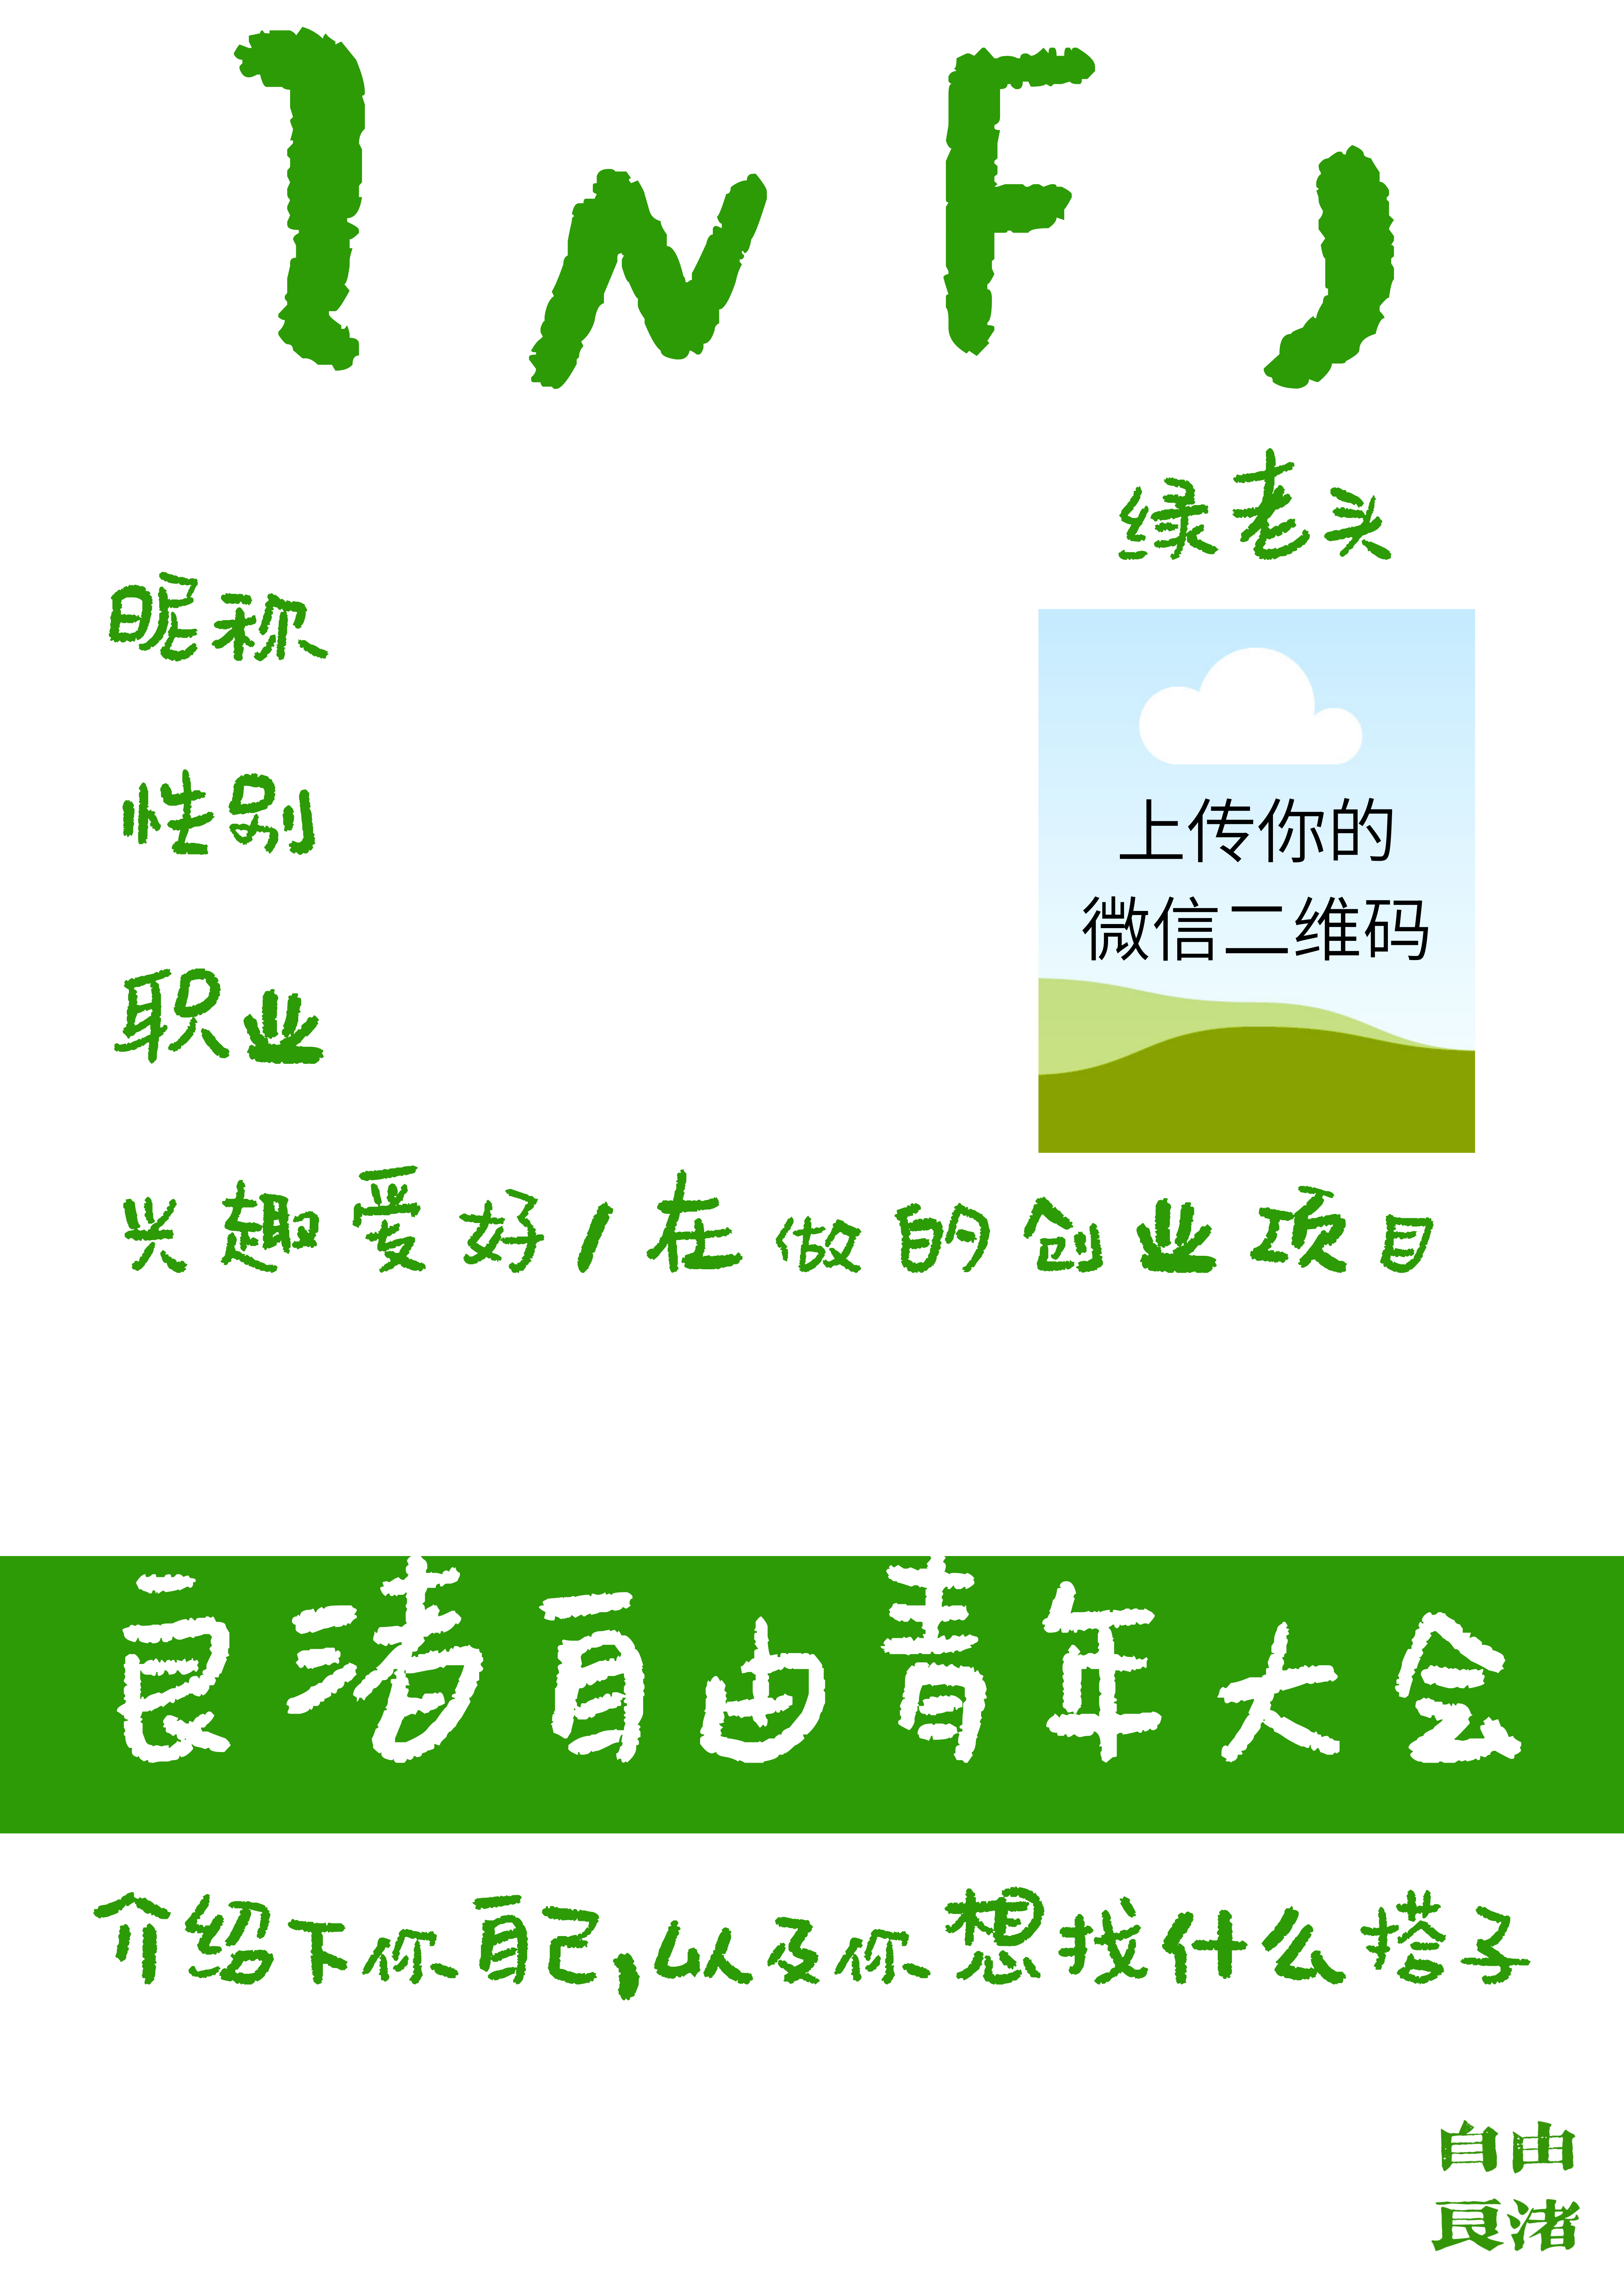 INFJ
绿老头
昵称
性别
上传你的
微信二维码
职业
兴趣爱好/在做的创业项目
良渚自由青年大会
介绍下你自己,以及你想找什么搭子
自由
良渚